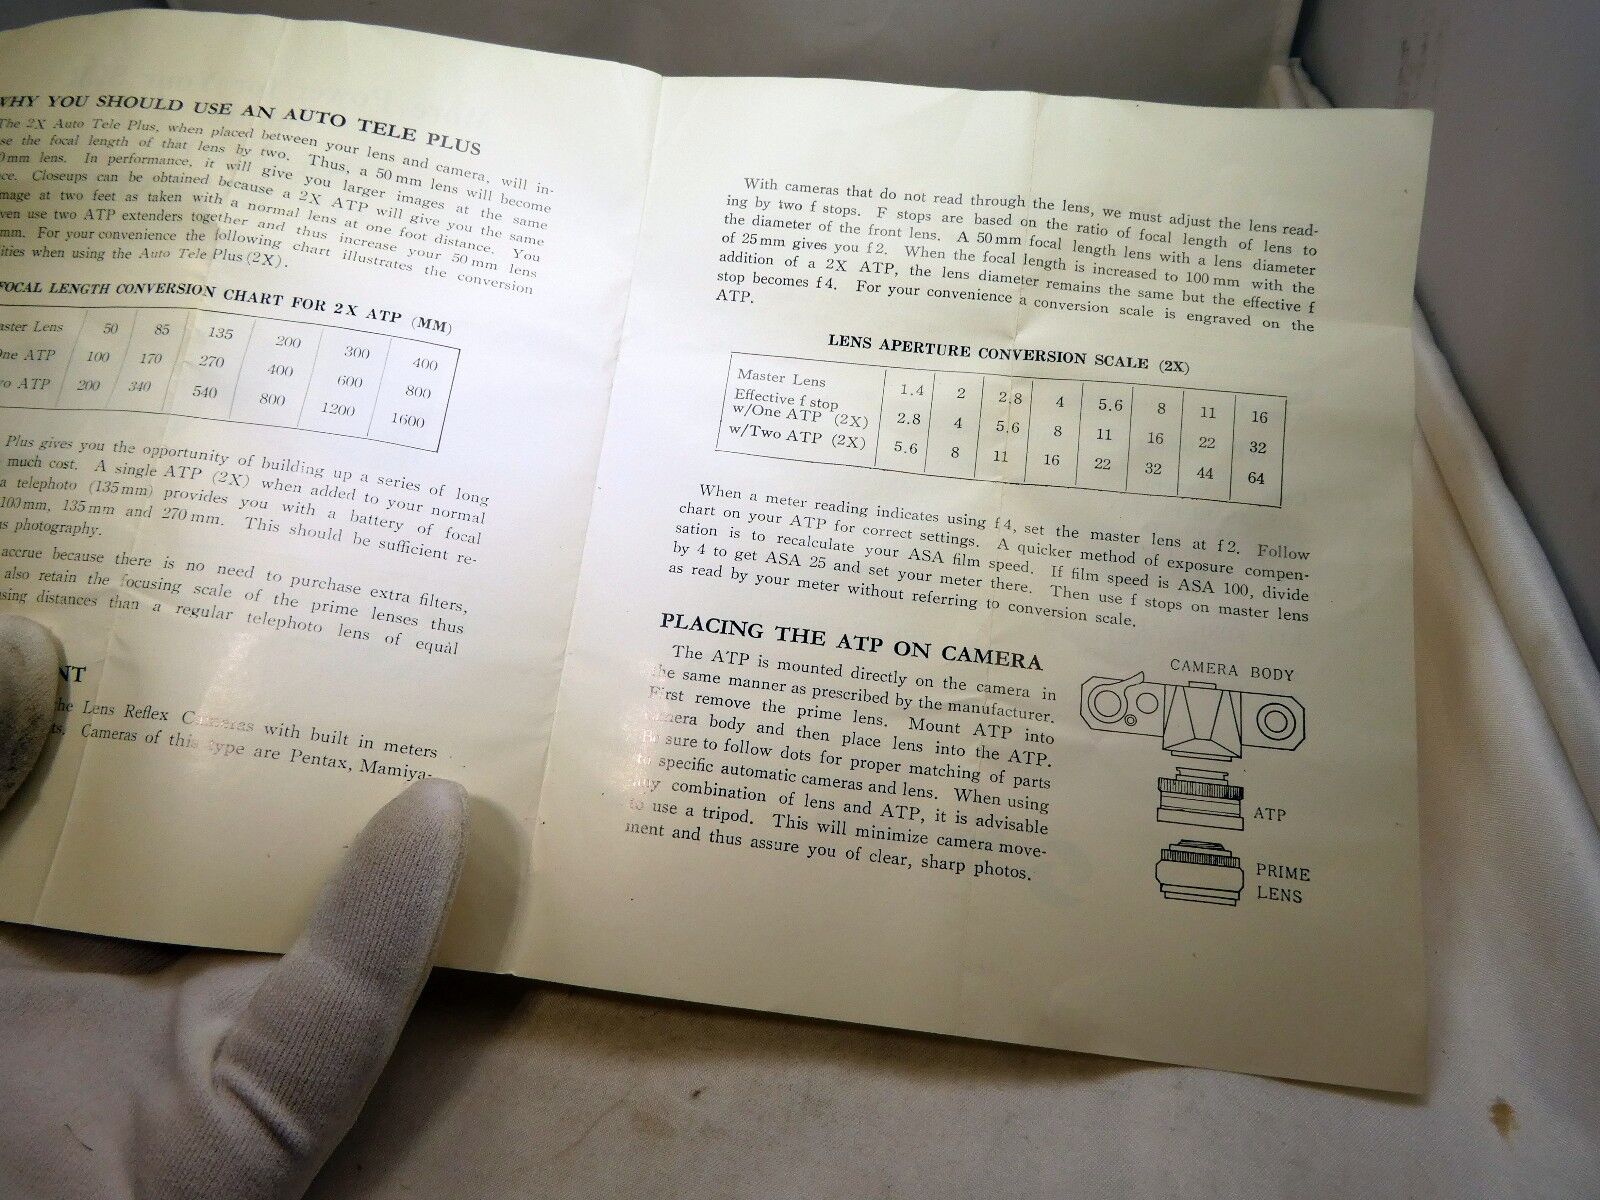 WHY YOU SHOULD USE AN AUTO TELE PLUS
The 2X Auto Tele Plus, when placed between your lens and camera, will in-
se the focal length of that lens by two. Thus, a 50 mm lens will become
0mm lens. In performance, it will give you larger images at the same
ce. Closeups can be obtained because a 2X ATP will give you the same
mage at two feet as taken with a normal lens at one foot distance. You
ven use two ATP extenders together and thus increase your 50 mm lens
mm. For your convenience the following chart illustrates the conversion
ities when using the Auto Tele Plus (2X).
FOCAL LENGTH CONVERSION CHART FOR 2X ATP (MM)
aster Lens 50 85 135 200 300 400
One ATP 100 170 270 400 600 800
wo ATP 200 340 540 800 1200 1600
Plus gives you the opportunity of building up a series of long
much cost. A single ATP (2X) when added to your normal
a telephoto (135 mm) provides you with a battery of focal
100mm, 135 mm and 270 mm. This should be sufficient re-
s photography.
accrue because there is no need to purchase extra filters,
also retain the focusing scale of the prime lenses thus
sing distances than a regular telephoto lens of equal
NT
he Lens Reflex Cameras with built in meters
ts. Cameras of this type are Pentax, Mamiya-
With cameras that do not read through the lens, we must adjust the lens read-
ing by two f stops. F stops are based on the ratio of focal length of lens to
the diameter of the front lens. A 50 mm focal length lens with a lens diameter
of 25 mm gives you f 2. When the focal length is increased to 100 mm with the
addition of a 2X ATP, the lens diameter remains the same but the effective f
stop becomes f 4. For your convenience a conversion scale is engraved on the
ATP.
LENS APERTURE CONVERSION SCALE (2X)
Master Lens 1.4 2 2.8 4 5.6 8 11 16
Effective f stop
w/One ATP (2X) 2.8 4 5.6 8 11 16 22 32
w/Two ATP (2X) 5.6 8 11 16 22 32 44 64
When a meter reading indicates using f 4, set the master lens at f 2. Follow
chart on your ATP for correct settings. A quicker method of exposure compen-
sation is to recalculate your ASA film speed. If film speed is ASA 100, divide
by 4 to get ASA 25 and set your meter there. Then use f stops on master lens
as read by your meter without referring to conversion scale.
PLACING THE ATP ON CAMERA
The ATP is mounted directly on the camera in
the same manner as prescribed by the manufacturer.
First remove the prime lens. Mount ATP into
camera body and then place lens into the ATP.
Be sure to follow dots for proper matching of parts
to specific automatic cameras and lens. When using
any combination of lens and ATP, it is advisable
to use a tripod. This will minimize camera move-
ment and thus assure you of clear, sharp photos.
CAMERA BODY
ATP
PRIME
LENS